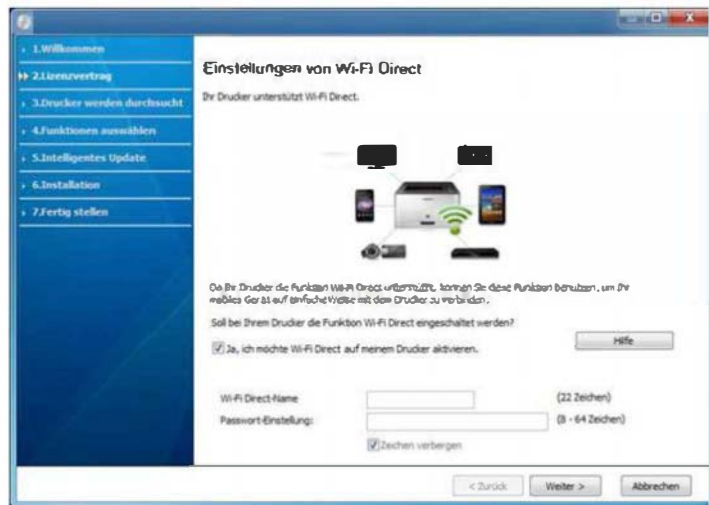 1.Willkommen
2.Lizenzvertrag
3.Drucker werden durchsucht
4.Funktionen auswählen
5.Intelligentes Update
6.Installation
7.Fertig stellen
Einstellungen von Wi-Fi Direct
Ihr Drucker unterstützt Wi-Fi Direct.
Da Ihr Drucker die Funktion Wi-Fi Direct unterstützt, können Sie diese Funktion benutzen, um Ihr
mobiles Gerät auf einfache Weise mit dem Drucker zu verbinden.
Soll bei Ihrem Drucker die Funktion Wi-Fi Direct eingeschaltet werden?
Ja, ich möchte Wi-Fi Direct auf meinem Drucker aktivieren.
Hilfe
Wi-Fi Direct-Name
(22 Zeichen)
Passwort-Einstellung:
(8 - 64 Zeichen)
Zeichen verbergen
< Zurück
Weiter >
Abbrechen